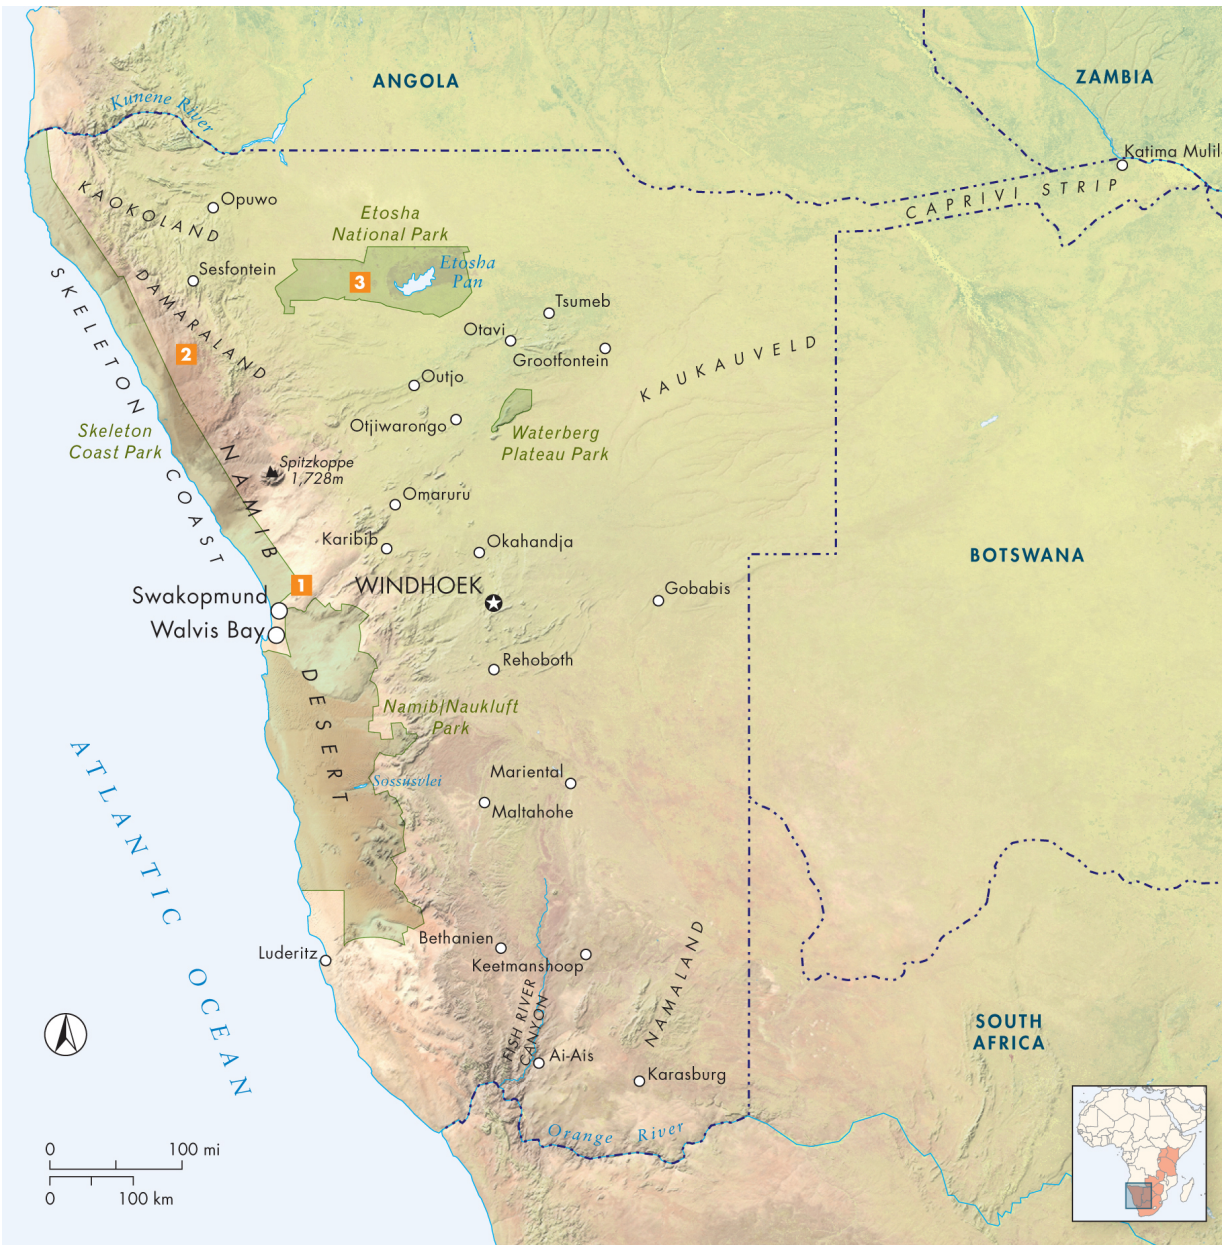 ANGOLA
ZAMBIA
Kunene River
CAPRIVI STRIP
KAOKOLAND
Opuwo
Etosha
National Park
Etosha
Pan
3
Sesfontein
DAMARALAND
SKELETON COAST
2
Tsumeb
Otavi
Grootfontein
KAUKAUVELD
Outjo
Otjiwarongo
Waterberg
Plateau Park
Skeleton
Coast Park
NAMIB DESERT
Spitzkoppe
1,728m
Omaruru
Karibib
Okahandja
BOTSWANA
1
WINDHOEK
Gobabis
Swakopmund
Walvis Bay
Rehoboth
Namib/Naukluft
Park
ATLANTIC OCEAN
Sossusvlei
Mariental
Maltahohe
Luderitz
Bethanien
Keetmanshoop
NAMALAND
FISH RIVER
CANYON
SOUTH
AFRICA
Ai-Ais
Karasburg
Orange River
0 100 mi
0 100 km